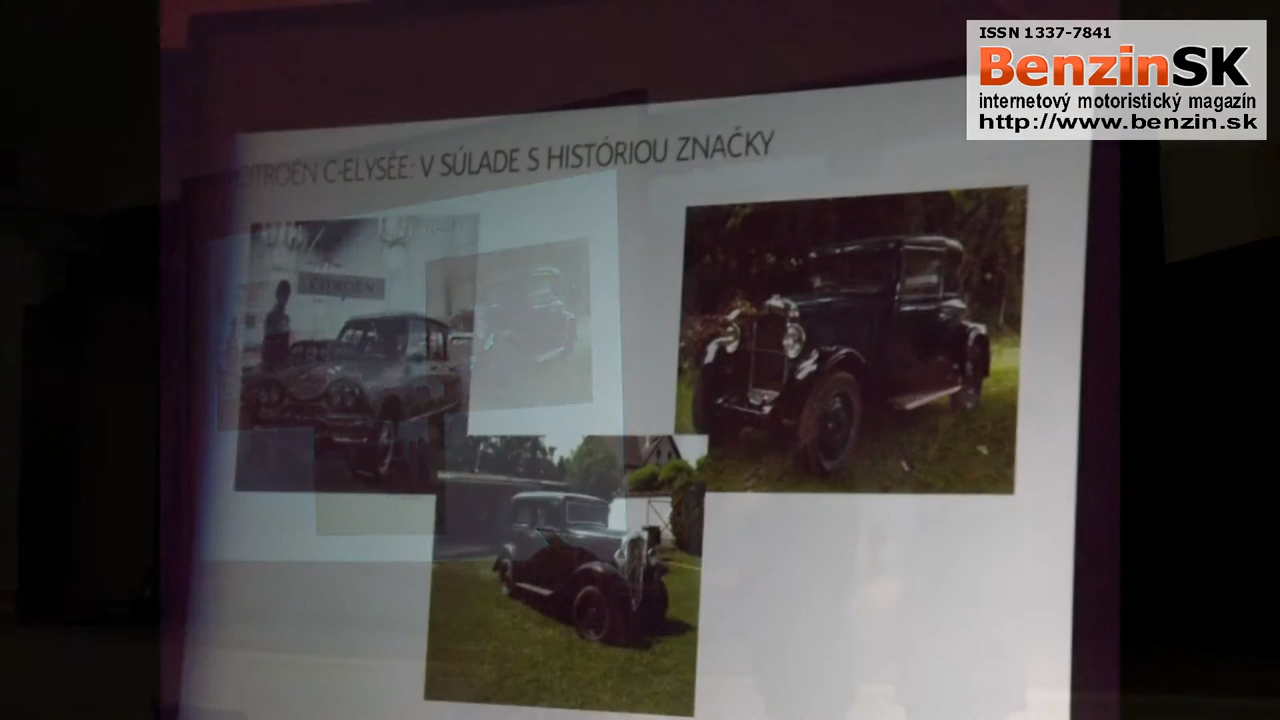 ISSN 1337-7841
BenzinSK
internetový motoristický magazín
http://www.benzin.sk
CITROËN C-ELYSÉE: V SÚLADE S HISTÓRIOU ZNAČKY
CITROËN